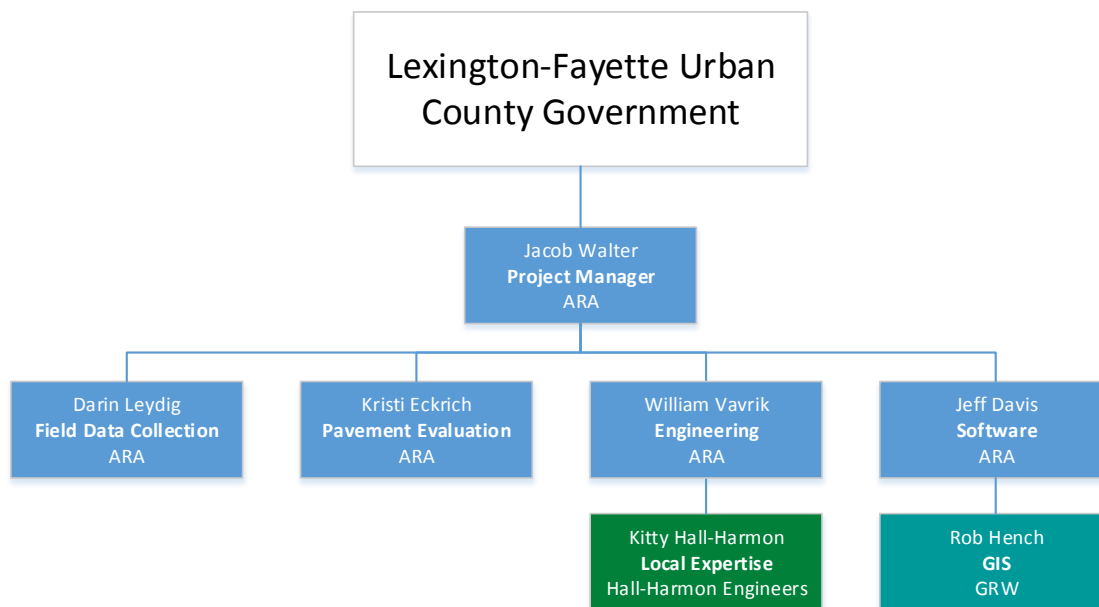 Lexington-Fayette Urban
County Government
Jacob Walter
Project Manager
ARA
Darin Leydig
Field Data Collection
ARA
Kristi Eckrich
Pavement Evaluation
ARA
William Vavrik
Engineering
ARA
Jeff Davis
Software
ARA
Kitty Hall-Harmon
Local Expertise
Hall-Harmon Engineers
Rob Hench
GIS
GRW